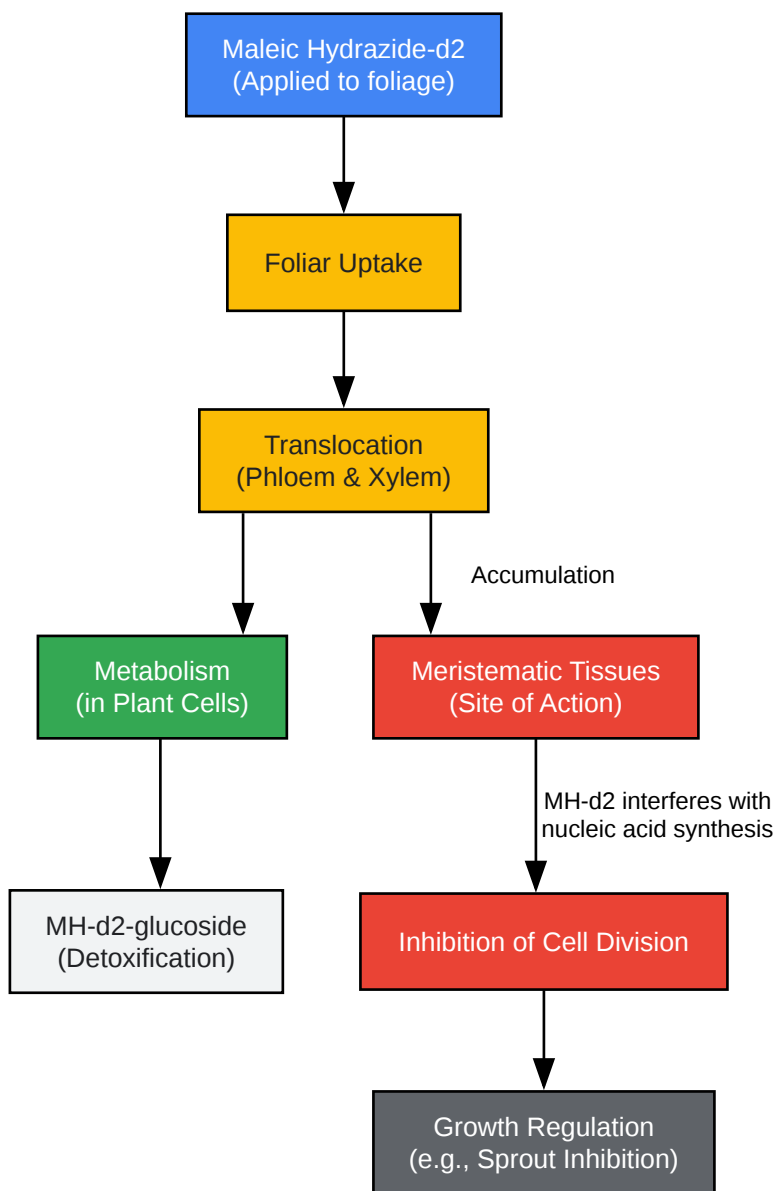 Maleic Hydrazide-d2
(Applied to foliage)
Foliar Uptake
Translocation
(Phloem & Xylem)
Accumulation
Metabolism
(in Plant Cells)
Meristematic Tissues
(Site of Action)
MH-d2 interferes with
nucleic acid synthesis
MH-d2-glucoside
(Detoxification)
Inhibition of Cell Division
Growth Regulation
(e.g., Sprout Inhibition)